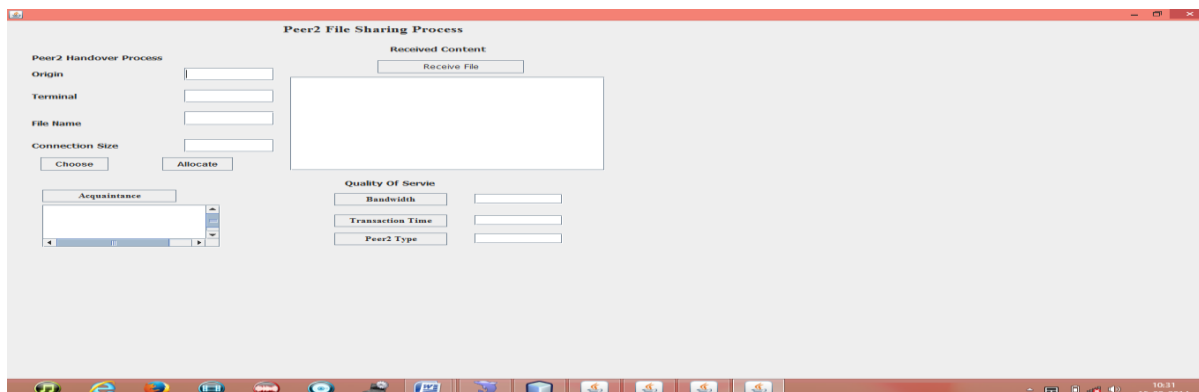 Peer2 File Sharing Process
Peer2 Handover Process
Origin
Terminal
File Name
Connection Size
Choose
Allocate
Acquaintance
Received Content
Receive File
Quality Of Servie
Bandwidth
Transaction Time
Peer2 Type
10:31